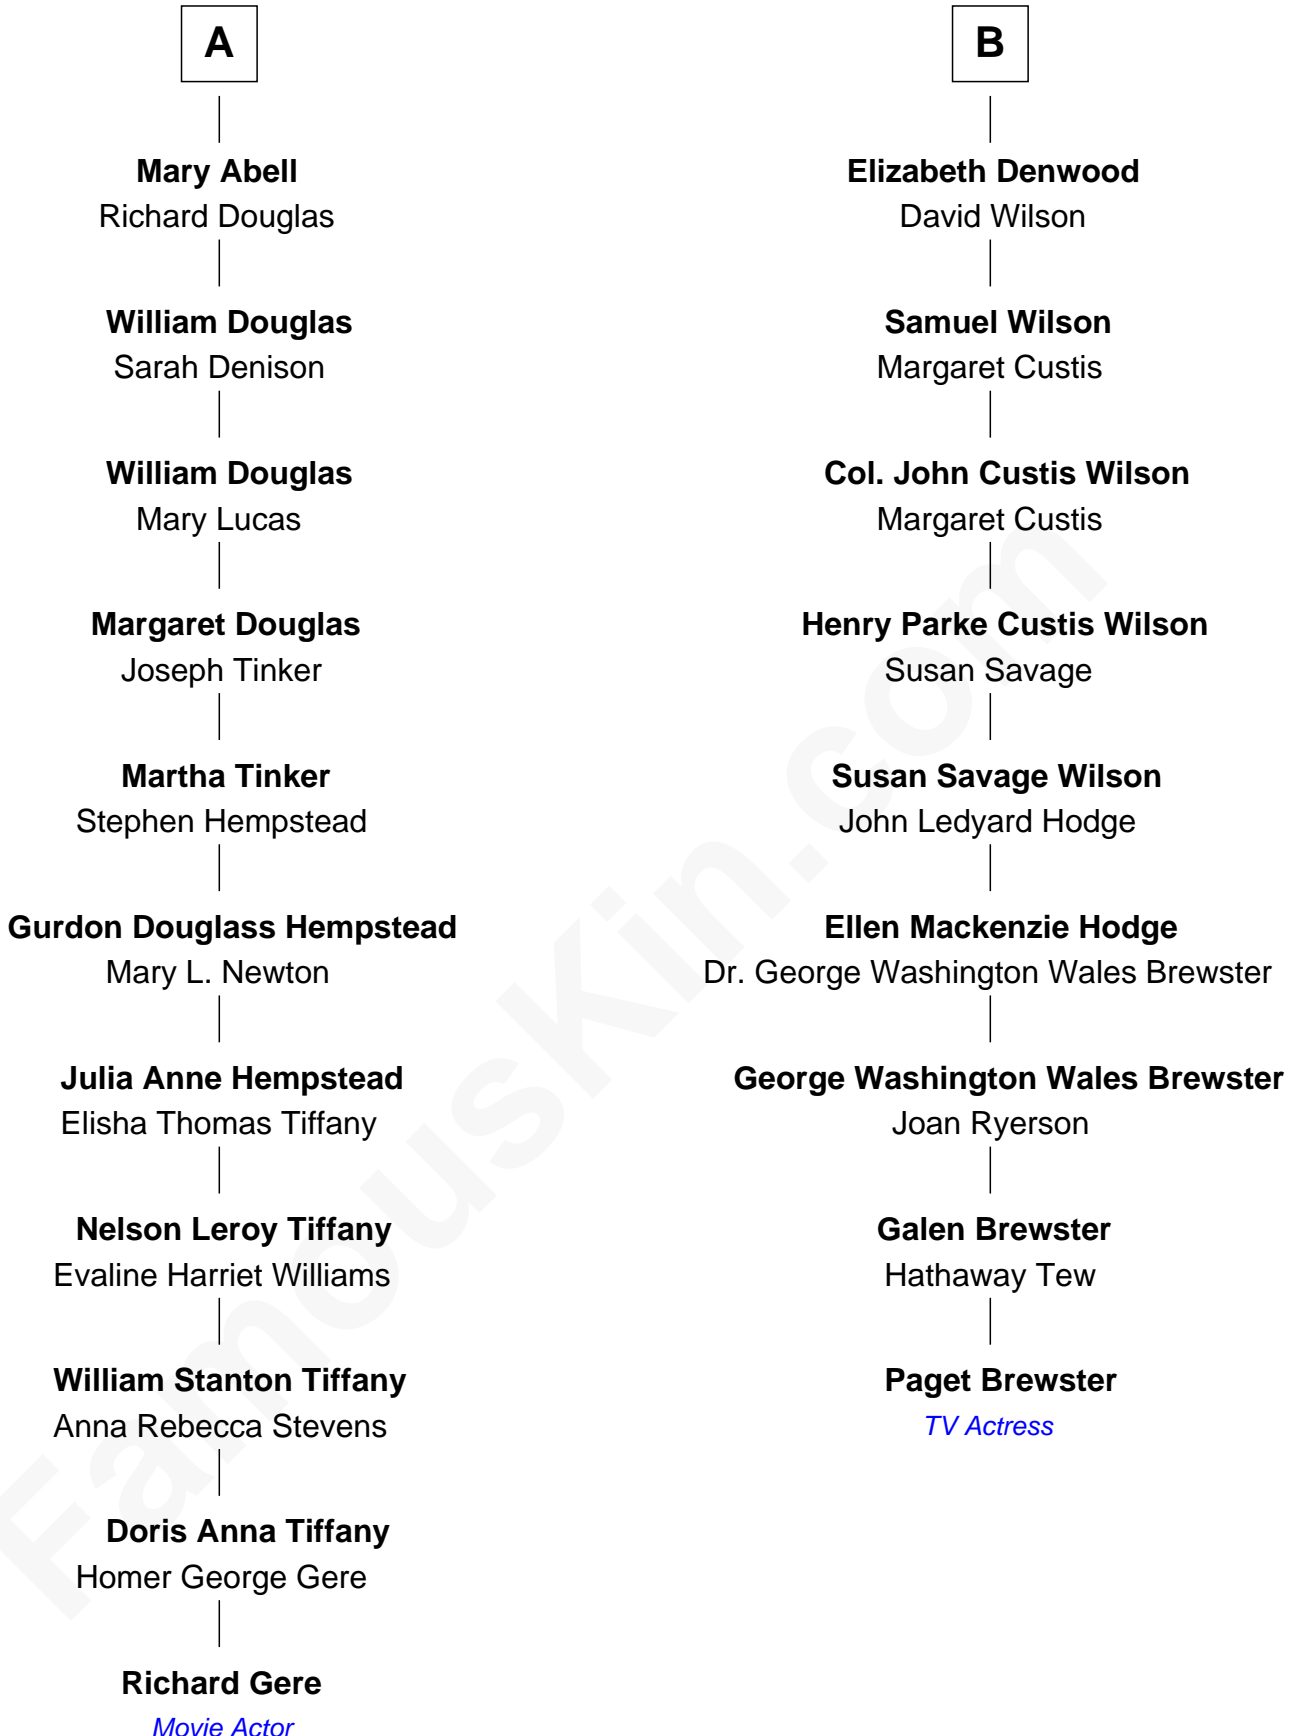 A
Mary Abell
Richard Douglas
William Douglas
Sarah Denison
William Douglas
Mary Lucas
Margaret Douglas
Joseph Tinker
Martha Tinker
Stephen Hempstead
Gurdon Douglass Hempstead
Mary L. Newton
Julia Anne Hempstead
Elisha Thomas Tiffany
Nelson Leroy Tiffany
Evaline Harriet Williams
William Stanton Tiffany
Anna Rebecca Stevens
Doris Anna Tiffany
Homer George Gere
Richard Gere
Movie Actor
B
Elizabeth Denwood
David Wilson
Samuel Wilson
Margaret Custis
Col. John Custis Wilson
Margaret Custis
Henry Parke Custis Wilson
Susan Savage
Susan Savage Wilson
John Ledyard Hodge
Ellen Mackenzie Hodge
Dr. George Washington Wales Brewster
George Washington Wales Brewster
Joan Ryerson
Galen Brewster
Hathaway Tew
Paget Brewster
TV Actress
FamousKin.com